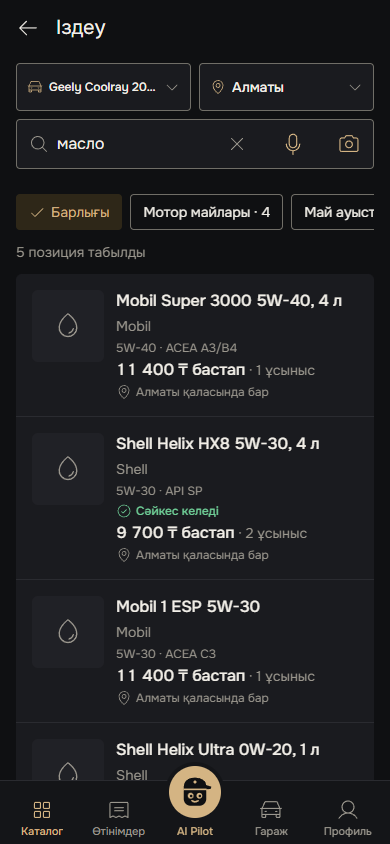 Іздеу
Geely Coolray 20...
Алматы
масло
Барлығы
Мотор майлары · 4
Май ауыст
5 позиция табылды
Mobil Super 3000 5W-40, 4 л
Mobil
5W-40 · ACEA A3/B4
11 400 ₸ бастап · 1 ұсыныс
Алматы қаласында бар
Shell Helix HX8 5W-30, 4 л
Shell
5W-30 · API SP
Сәйкес келеді
9 700 ₸ бастап · 2 ұсыныс
Алматы қаласында бар
Mobil 1 ESP 5W-30
Mobil
5W-30 · ACEA C3
11 400 ₸ бастап · 1 ұсыныс
Алматы қаласында бар
Shell Helix Ultra 0W-20, 1 л
Shell
Каталог
Өтінімдер
AI Pilot
Гараж
Профиль